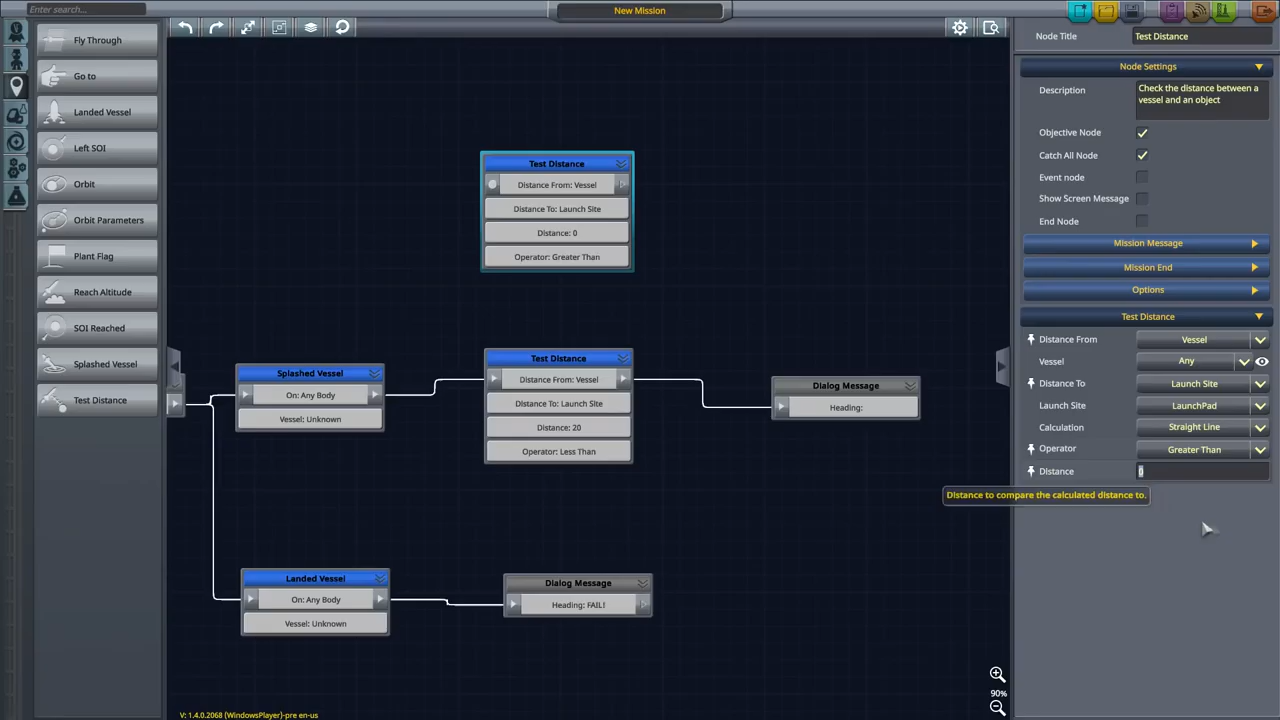 Enter search...
New Mission
Fly Through
Go to
Landed Vessel
Left SOI
Orbit
Orbit Parameters
Plant Flag
Reach Altitude
SOI Reached
Splashed Vessel
Test Distance
Test Distance
Distance From: Vessel
Distance To: Launch Site
Distance: 0
Operator: Greater Than
Splashed Vessel
On: Any Body
Vessel: Unknown
Test Distance
Distance From: Vessel
Distance To: Launch Site
Distance: 20
Operator: Less Than
Dialog Message
Heading:
Landed Vessel
On: Any Body
Vessel: Unknown
Dialog Message
Heading: FAIL!
90%
V: 1.4.0.2068 (WindowsPlayer)-pre en-us
Node Title Test Distance
Node Settings
Description Check the distance between a
vessel and an object
Objective Node
Catch All Node
Event node
Show Screen Message
End Node
Mission Message
Mission End
Options
Test Distance
Distance From Vessel
Vessel Any
Distance To Launch Site
Launch Site LaunchPad
Calculation Straight Line
Operator Greater Than
Distance 0
Distance to compare the calculated distance to.